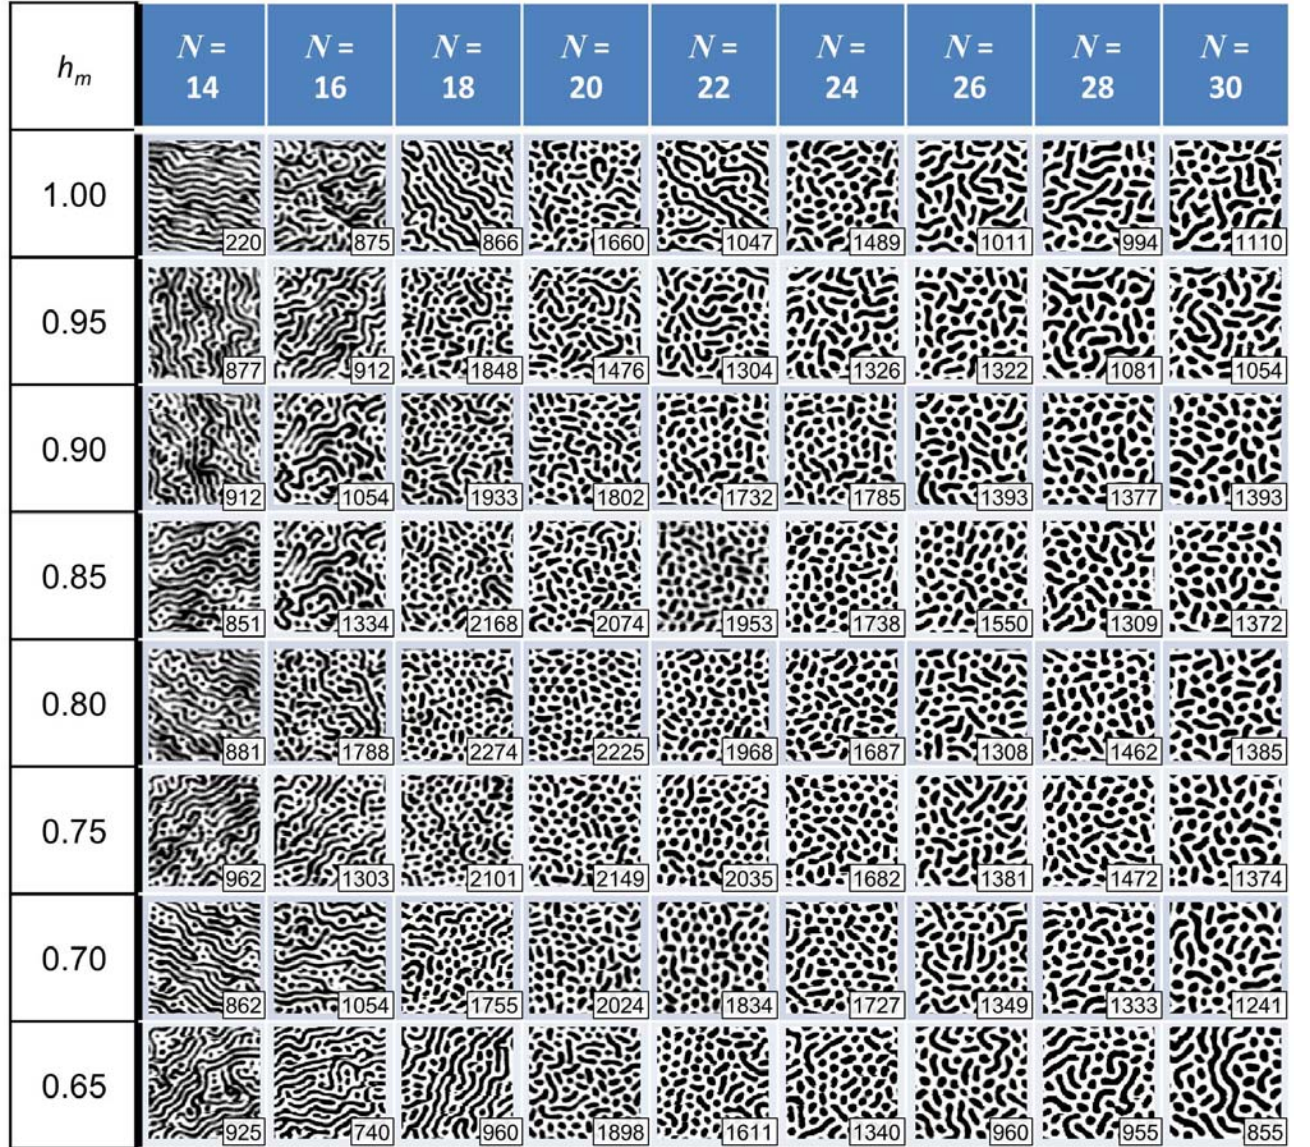 h_m N = 14 N = 16 N = 18 N = 20 N = 22 N = 24 N = 26 N = 28 N = 30
1.00 220 875 866 1660 1047 1489 1011 994 1110
0.95 877 912 1848 1476 1304 1326 1322 1081 1054
0.90 912 1054 1933 1802 1732 1785 1393 1377 1393
0.85 851 1334 2168 2074 1953 1738 1550 1309 1372
0.80 881 1788 2274 2225 1968 1687 1308 1462 1385
0.75 962 1303 2101 2149 2035 1682 1381 1472 1374
0.70 862 1054 1755 2024 1834 1727 1349 1333 1241
0.65 925 740 960 1898 1611 1340 960 955 855